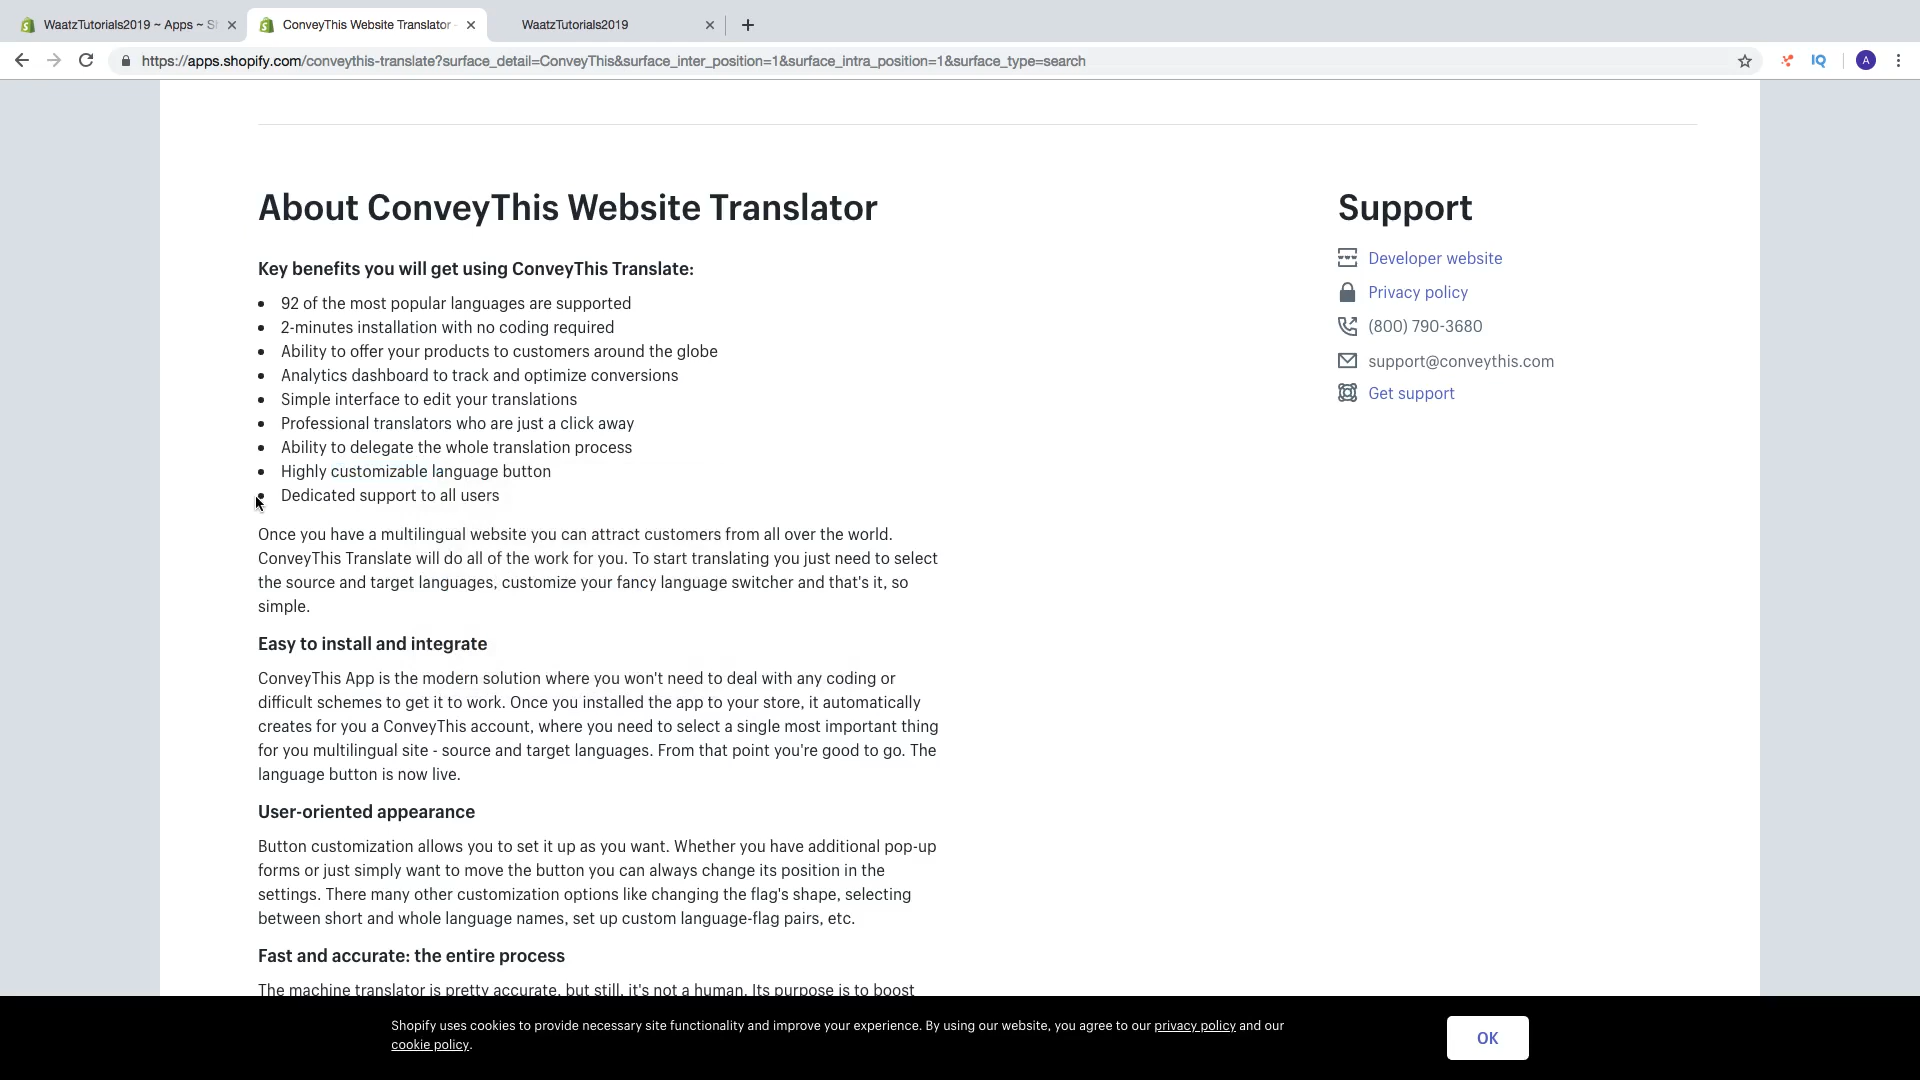 WaatzTutorials2019 ~ Apps ~ S
ConveyThis Website Translator
WaatzTutorials2019
https://apps.shopify.com/conveythis-translate?surface_detail=ConveyThis&surface_inter_position=1&surface_intra_position=1&surface_type=search
IQ
A
About ConveyThis Website Translator
Key benefits you will get using ConveyThis Translate:
• 92 of the most popular languages are supported
• 2-minutes installation with no coding required
• Ability to offer your products to customers around the globe
• Analytics dashboard to track and optimize conversions
• Simple interface to edit your translations
• Professional translators who are just a click away
• Ability to delegate the whole translation process
• Highly customizable language button
• Dedicated support to all users
Once you have a multilingual website you can attract customers from all over the world.
ConveyThis Translate will do all of the work for you. To start translating you just need to select
the source and target languages, customize your fancy language switcher and that's it, so
simple.
Easy to install and integrate
ConveyThis App is the modern solution where you won't need to deal with any coding or
difficult schemes to get it to work. Once you installed the app to your store, it automatically
creates for you a ConveyThis account, where you need to select a single most important thing
for you multilingual site - source and target languages. From that point you're good to go. The
language button is now live.
User-oriented appearance
Button customization allows you to set it up as you want. Whether you have additional pop-up
forms or just simply want to move the button you can always change its position in the
settings. There many other customization options like changing the flag's shape, selecting
between short and whole language names, set up custom language-flag pairs, etc.
Fast and accurate: the entire process
The machine translator is pretty accurate, but still, it's not a human. Its purpose is to boost
Support
Developer website
Privacy policy
(800) 790-3680
support@conveythis.com
Get support
Shopify uses cookies to provide necessary site functionality and improve your experience. By using our website, you agree to our privacy policy and our
cookie policy.
OK